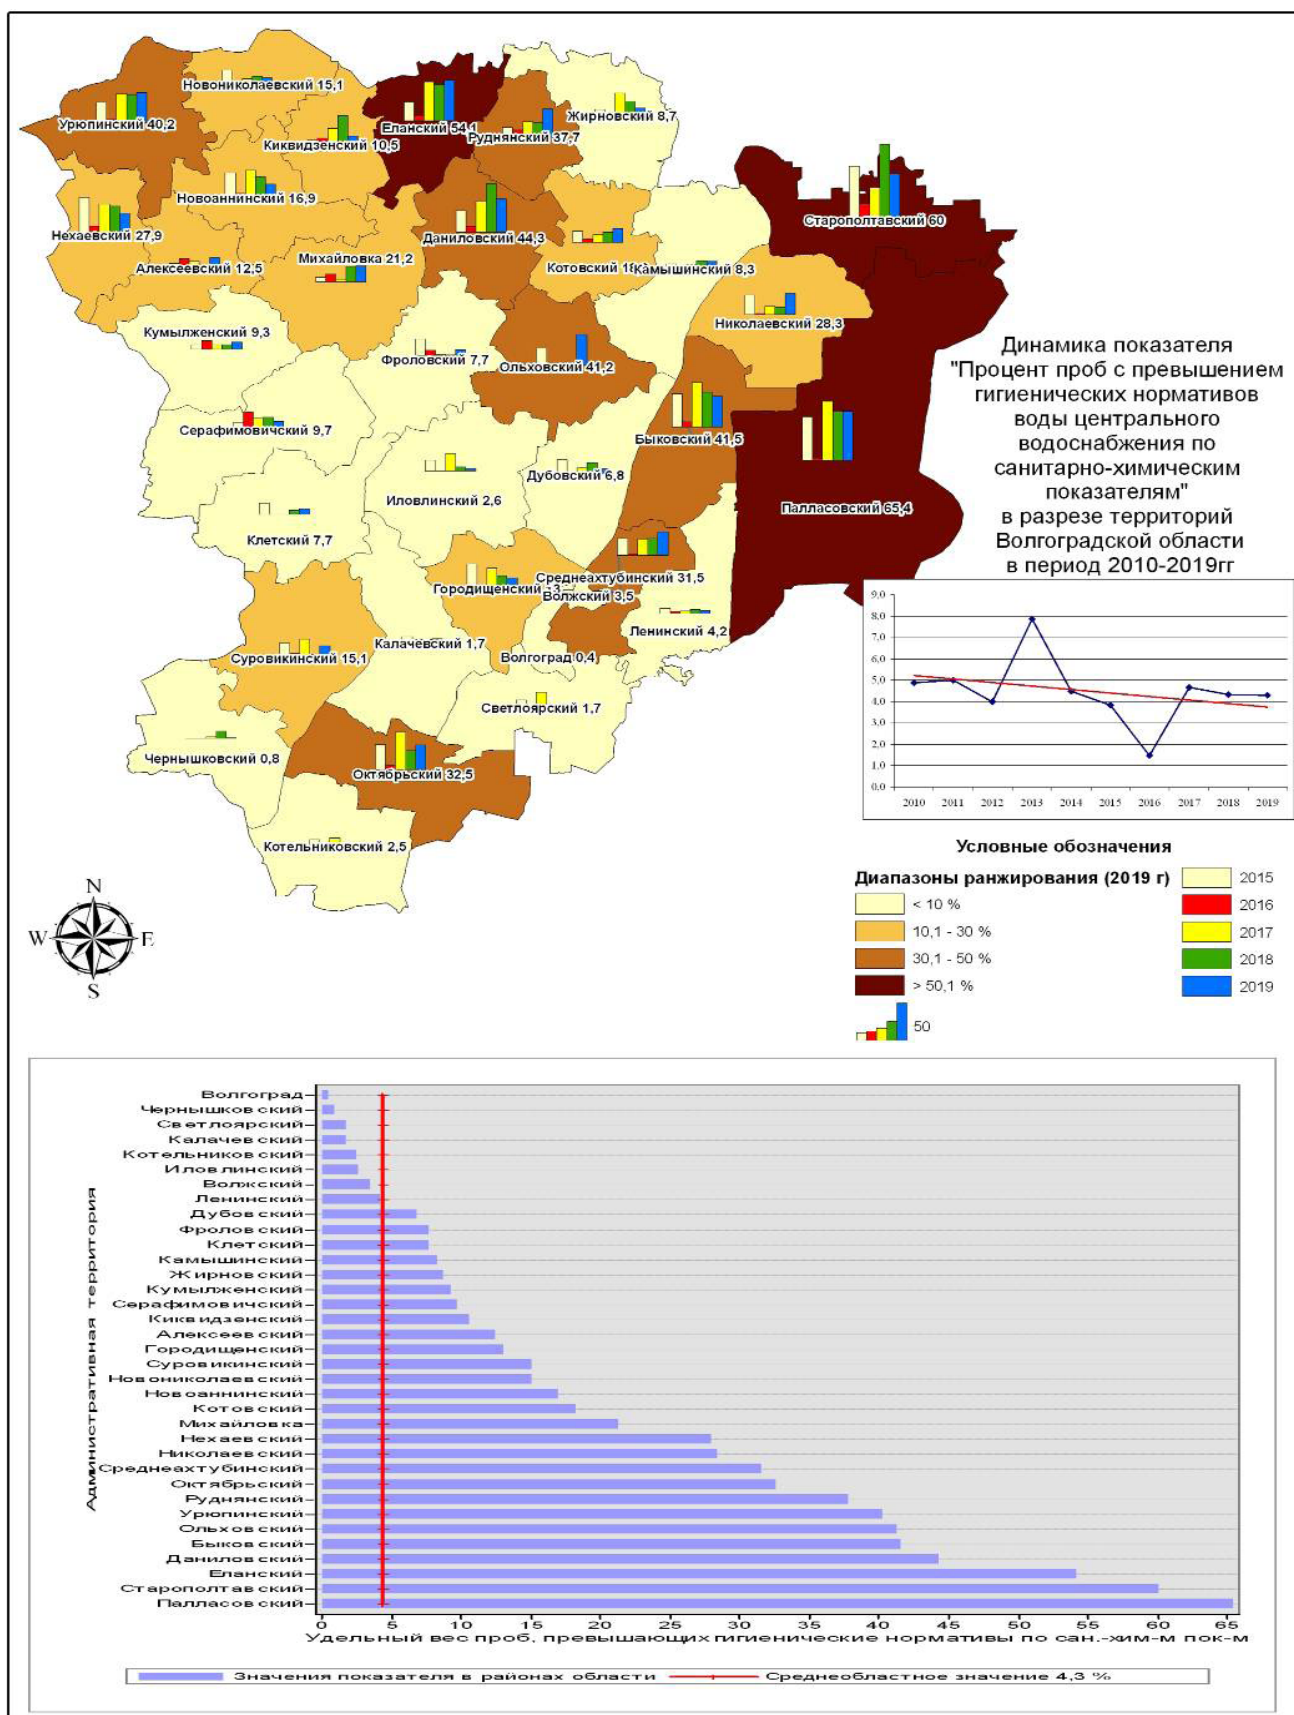 Новониколаевский 15,1
Урюпинский 40,2
Киквидзенский 10,5
Еланский 54,1
Руднянский 37,7
Жирновский 8,7
Новоаннинский 16,9
Нехаевский 27,9
Алексеевский 12,5
Михайловка 21,2
Даниловский 44,3
Котовский
Камышинский 8,3
Старополтавский 60
Николаевский 28,3
Кумылженский 9,3
Фроловский 7,7
Ольховский 41,2
Серафимовичский 9,7
Быковский 41,5
Дубовский 6,8
Иловлинский 2,6
Клетский 7,7
Палласовский 65,4
Городищенский
Среднеахтубинский 31,5
Волжский 3,5
Ленинский 4,2
Калачевский 1,7
Суровикинский 15,1
Волгоград 0,4
Светлоярский 1,7
Чернышковский 0,8
Октябрьский 32,5
Котельниковский 2,5
Динамика показателя
"Процент проб с превышением
гигиенических нормативов
воды центрального
водоснабжения по
санитарно-химическим
показателям"
в разрезе территорий
Волгоградской области
в период 2010-2019гг
9,0
8,0
7,0
6,0
5,0
4,0
3,0
2,0
1,0
0,0
2010 2011 2012 2013 2014 2015 2016 2017 2018 2019
Условные обозначения
Диапазоны ранжирования (2019 г)
< 10 %
10,1 - 30 %
30,1 - 50 %
> 50,1 %
50
2015
2016
2017
2018
2019
N
W E
S
Административная территория
Волгоград
Чернышковский
Светлоярский
Калачевский
Котельниковский
Иловлинский
Волжский
Ленинский
Дубовский
Фроловский
Клетский
Камышинский
Жирновский
Кумылженский
Серафимовичский
Киквидзенский
Алексеевский
Городищенский
Суровикинский
Новониколаевский
Новоаннинский
Котовский
Михайловка
Нехаевский
Николаевский
Среднеахтубинский
Октябрьский
Руднянский
Урюпинский
Ольховский
Быковский
Даниловский
Еланский
Старополтавский
Палласовский
0 5 10 15 20 25 30 35 40 45 50 55 60 65
Удельный вес проб, превышающих гигиенические нормативы по сан.-хим-м пок-м
Значения показателя в районах области
Среднеобластное значение 4,3 %